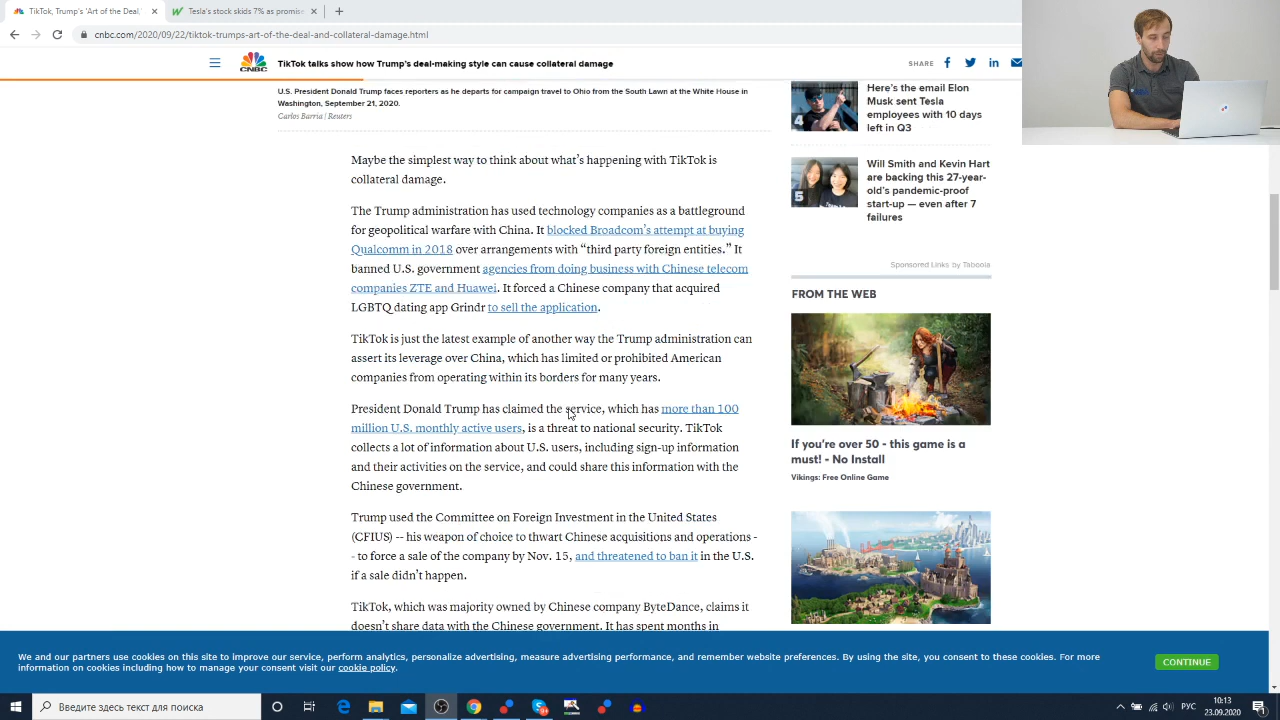 TikTok, Trump's 'Art of the Deal,'
Tesla's stock skids 7% as
cnbc.com/2020/09/22/tiktok-trumps-art-of-the-deal-and-collateral-damage.html
CNBC
TikTok talks show how Trump's deal-making style can cause collateral damage
SHARE
U.S. President Donald Trump faces reporters as he departs for campaign travel to Ohio from the South Lawn at the White House in
Washington, September 21, 2020.
Carlos Barria | Reuters
Maybe the simplest way to think about what's happening with TikTok is
collateral damage.
The Trump administration has used technology companies as a battleground
for geopolitical warfare with China. It blocked Broadcom's attempt at buying
Qualcomm in 2018 over arrangements with “third party foreign entities.” It
banned U.S. government agencies from doing business with Chinese telecom
companies ZTE and Huawei. It forced a Chinese company that acquired
LGBTQ dating app Grindr to sell the application.
TikTok is just the latest example of another way the Trump administration can
assert its leverage over China, which has limited or prohibited American
companies from operating within its borders for many years.
President Donald Trump has claimed the service, which has more than 100
million U.S. monthly active users, is a threat to national security. TikTok
collects a lot of information about U.S. users, including sign-up information
and their activities on the service, and could share this information with the
Chinese government.
Trump used the Committee on Foreign Investment in the United States
(CFIUS) -- his weapon of choice to thwart Chinese acquisitions and operations -
- to force a sale of the company by Nov. 15, and threatened to ban it in the U.S.
if a sale didn't happen.
TikTok, which was majority owned by Chinese company ByteDance, claims it
doesn't share data with the Chinese government. It has spent months in
4
Here's the email Elon
Musk sent Tesla
employees with 10 days
left in Q3
5
Will Smith and Kevin Hart
are backing this 27-year-
old's pandemic-proof
start-up — even after 7
failures
Sponsored Links by Taboola
FROM THE WEB
If you're over 50 - this game is a
must! - No Install
Vikings: Free Online Game
We and our partners use cookies on this site to improve our service, perform analytics, personalize advertising, measure advertising performance, and remember website preferences. By using the site, you consent to these cookies. For more
information on cookies including how to manage your consent visit our cookie policy.
CONTINUE
Введите здесь текст для поиска
РУС
10:13
23.09.2020
1